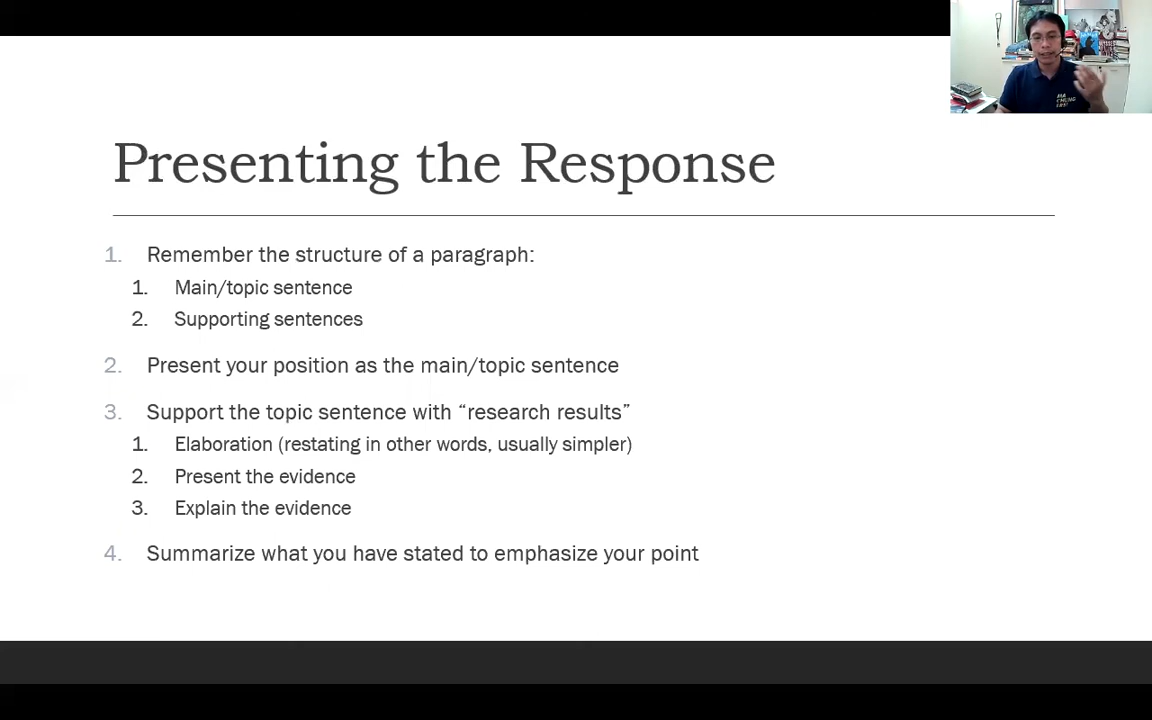 Presenting the Response
1. Remember the structure of a paragraph:
1. Main/topic sentence
2. Supporting sentences
2. Present your position as the main/topic sentence
3. Support the topic sentence with “research results”
1. Elaboration (restating in other words, usually simpler)
2. Present the evidence
3. Explain the evidence
4. Summarize what you have stated to emphasize your point